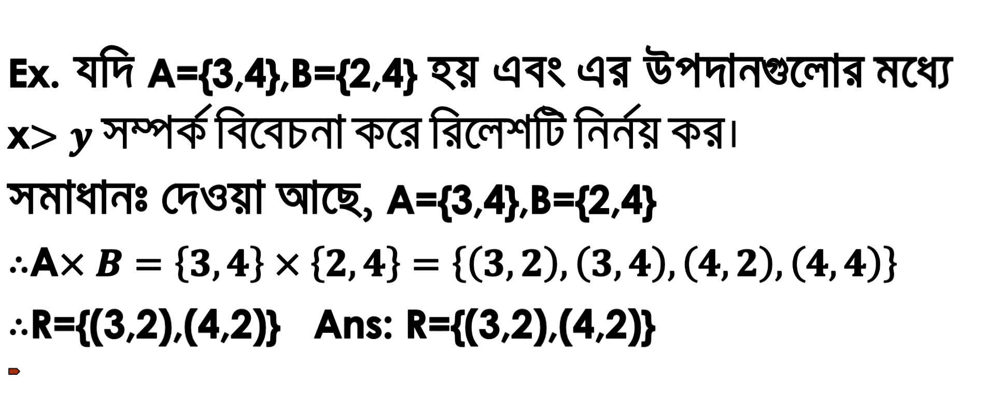 Ex. যদি A={3,4},B={2,4} হয় এবং এর উপদানগুলোর মধ্যে
x> y সম্পর্ক বিবেচনা করে রিলেশটি নির্নয় কর।
সমাধানঃ দেওয়া আছে, A={3,4},B={2,4}
∴A× B = {3, 4} × {2, 4} = {(3, 2), (3, 4), (4, 2), (4, 4)}
∴R={(3,2),(4,2)} Ans: R={(3,2),(4,2)}